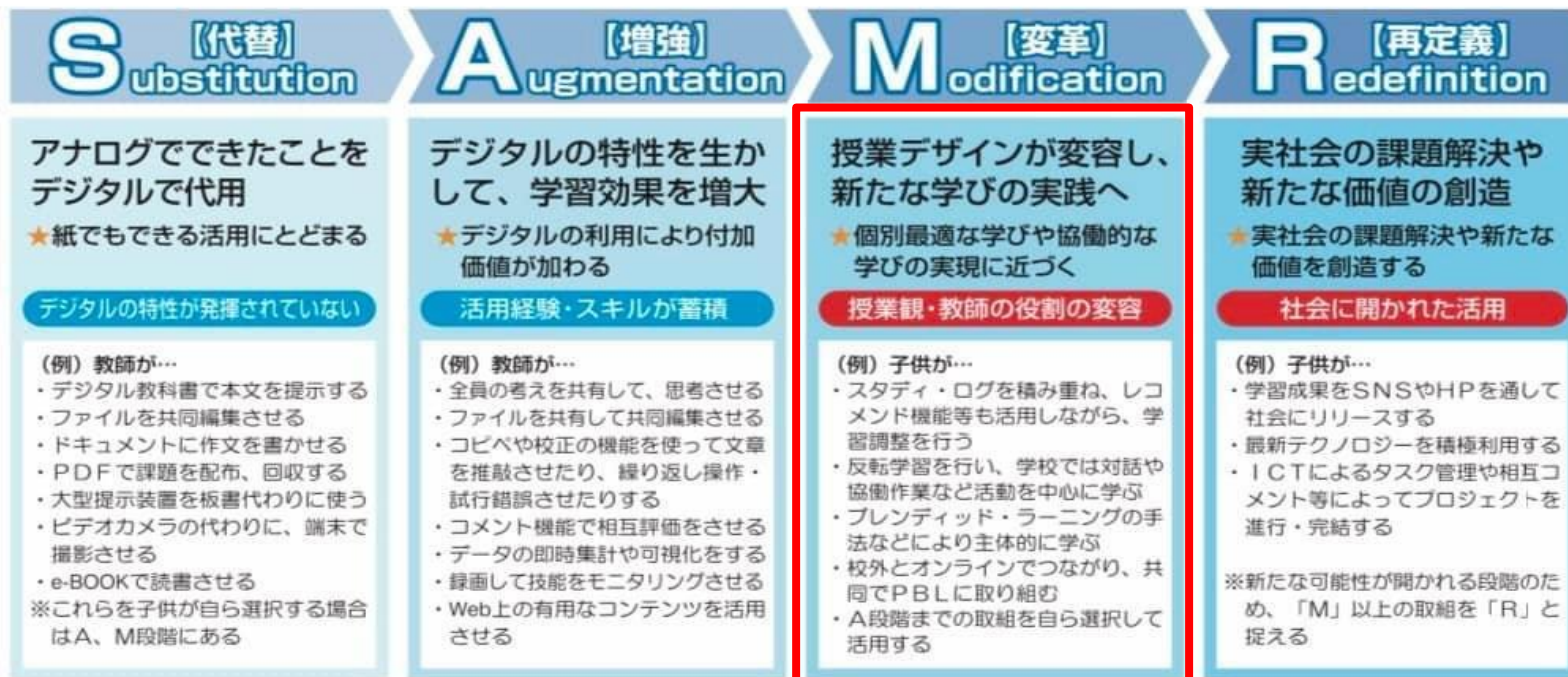 【代替】
Substitution
アナログでできたことを
デジタルで代用
★紙でもできる活用にとどまる
デジタルの特性が発揮されていない
（例）教師が…
・デジタル教科書で本文を提示する
・ファイルを共同編集させる
・ドキュメントに作文を書かせる
・ＰＤＦで課題を配布、回収する
・大型提示装置を板書代わりに使う
・ビデオカメラの代わりに、端末で
撮影させる
・e-BOOKで読書させる
※これらを子供が自ら選択する場合
はA、M段階にある
【増強】
Augmentation
デジタルの特性を生か
して、学習効果を増大
★デジタルの利用により付加
価値が加わる
活用経験・スキルが蓄積
（例）教師が…
・全員の考えを共有して、思考させる
・ファイルを共有して共同編集させる
・コピペや校正の機能を使って文章
を推敲させたり、繰り返し操作・
試行錯誤させたりする
・コメント機能で相互評価をさせる
・データの即時集計や可視化をする
・録画して技能をモニタリングさせる
・Web上の有用なコンテンツを活用
させる
【変革】
Modification
授業デザインが変容し、
新たな学びの実践へ
★個別最適な学びや協働的な
学びの実現に近づく
授業観・教師の役割の変容
（例）子供が…
・スタディ・ログを積み重ね、レコ
メンド機能等も活用しながら、学
習調整を行う
・反転学習を行い、学校では対話や
協働作業など活動を中心に学ぶ
・ブレンディッド・ラーニングの手
法などにより主体的に学ぶ
・校外とオンラインでつながり、共
同でＰＢＬに取り組む
・Ａ段階までの取組を自ら選択して
活用する
【再定義】
Redefinition
実社会の課題解決や
新たな価値の創造
★実社会の課題解決や新たな
価値を創造する
社会に開かれた活用
（例）子供が…
・学習成果をＳＮＳやＨＰを通して
社会にリリースする
・最新テクノロジーを積極利用する
・ＩＣＴによるタスク管理や相互コ
メント等によってプロジェクトを
進行・完結する
※新たな可能性が開かれる段階のた
め、「M」以上の取組を「R」と
捉える